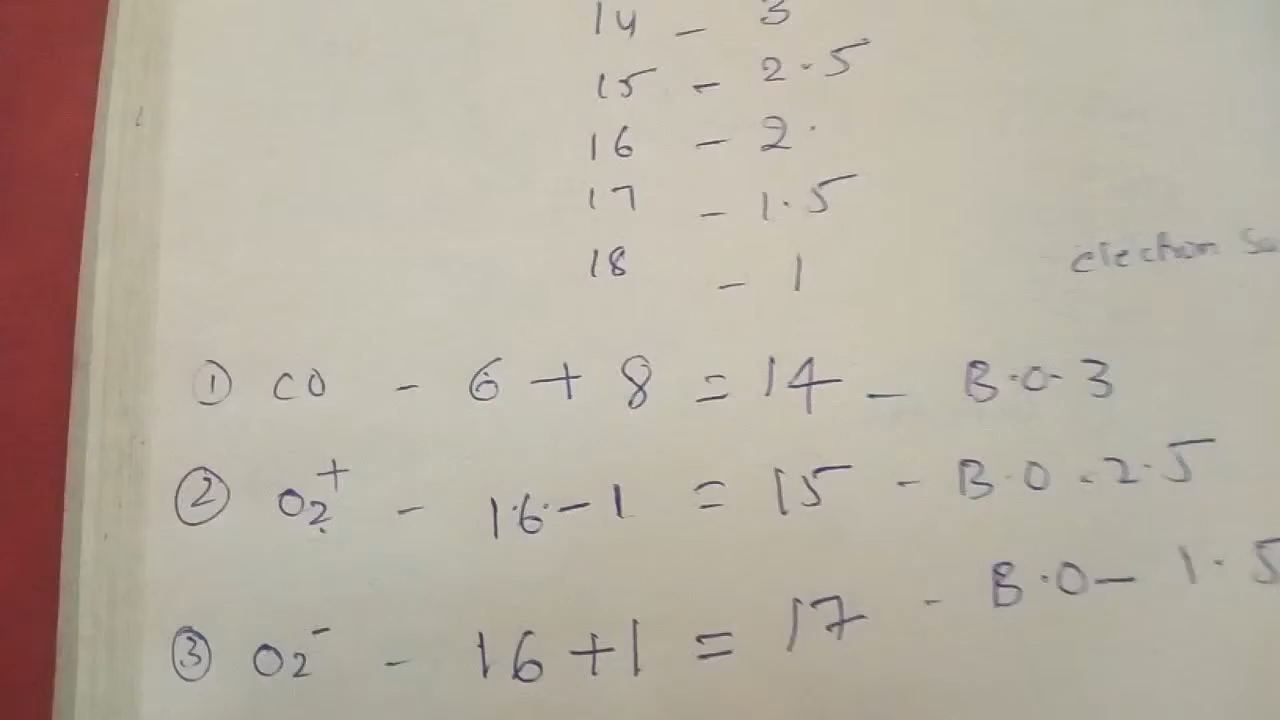 14 - 3
15 - 2.5
16 - 2.
17 - 1.5
18 - 1
election
① CO - 6 + 8 = 14 - B.O. 3
② O₂⁺ - 16 - 1 = 15 - B.O - 2.5
③ O₂⁻ - 16 + 1 = 17 - B.O - 1.5